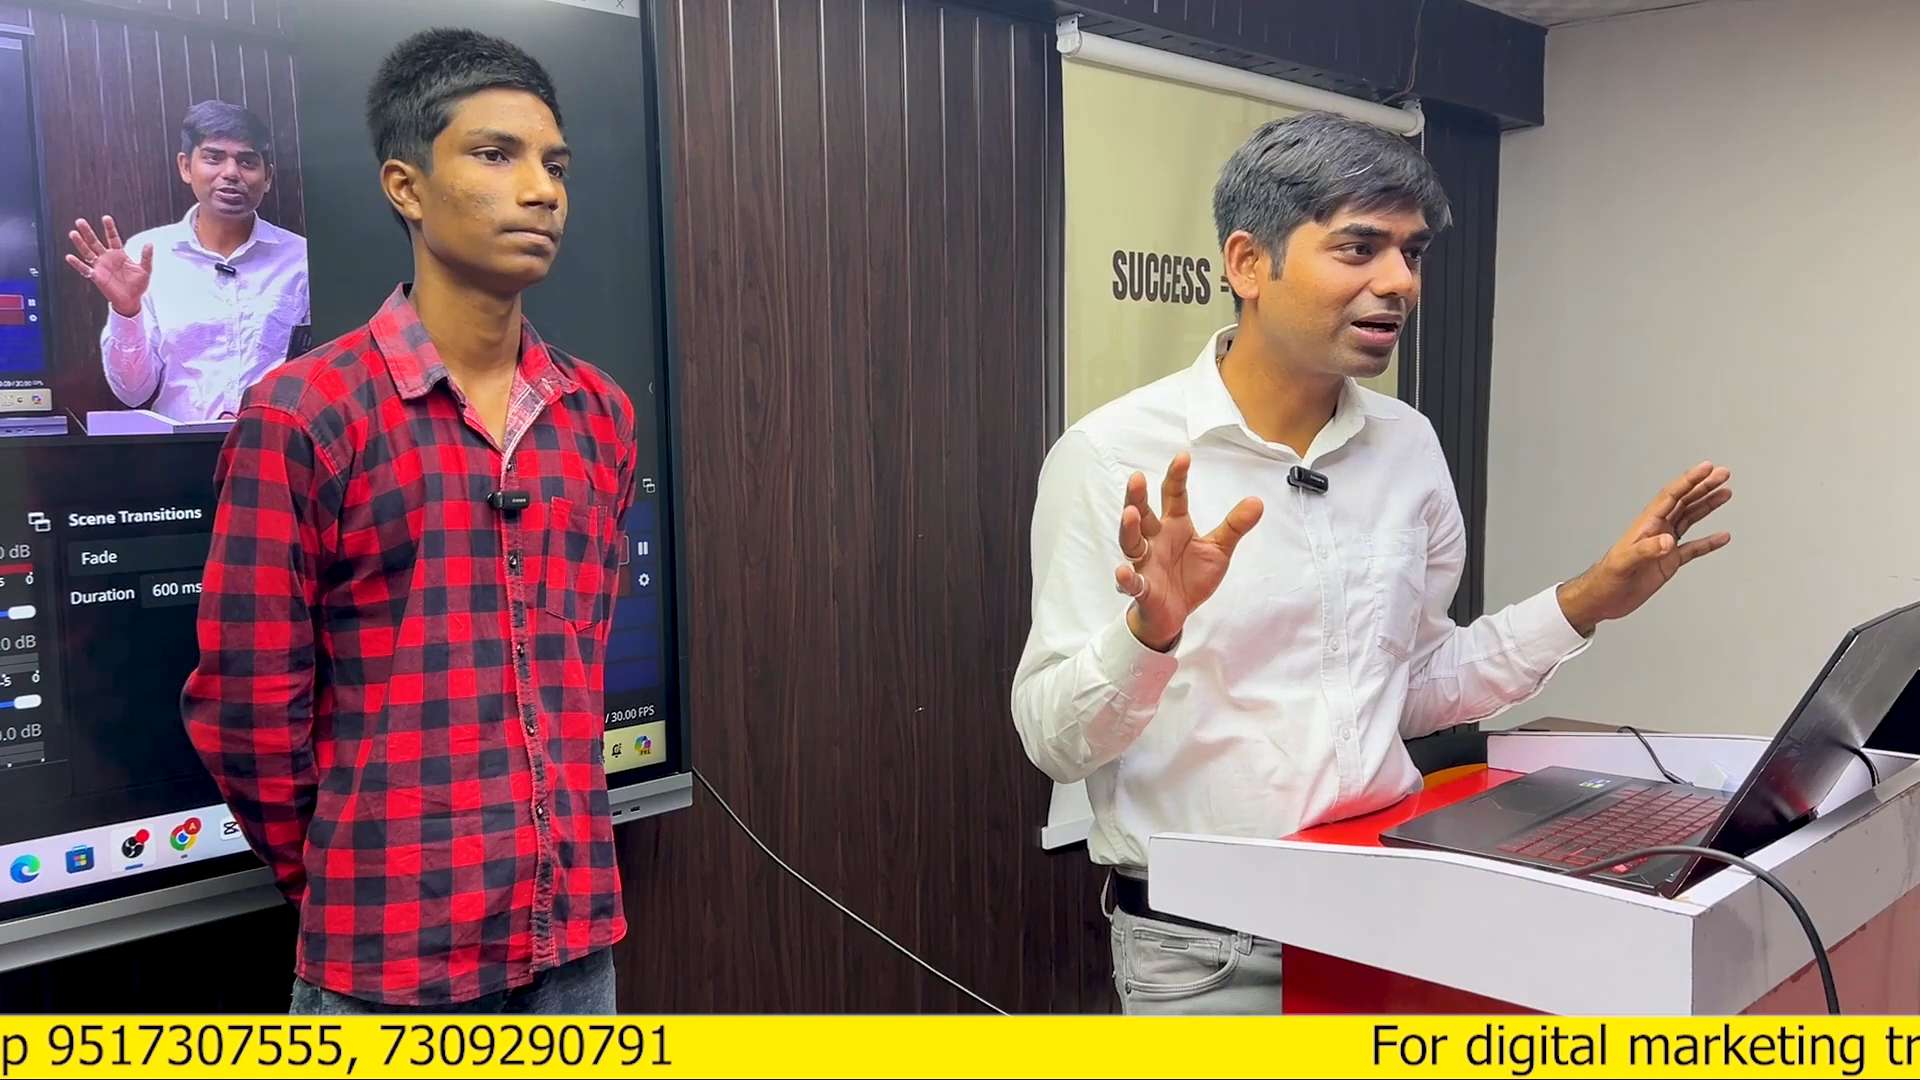 SUCCESS =
Scene Transitions
Fade
Duration 600 ms
0 dB
.0 dB
0.0 dB
/ 30.00 FPS
p 9517307555, 7309290791
For digital marketing tr